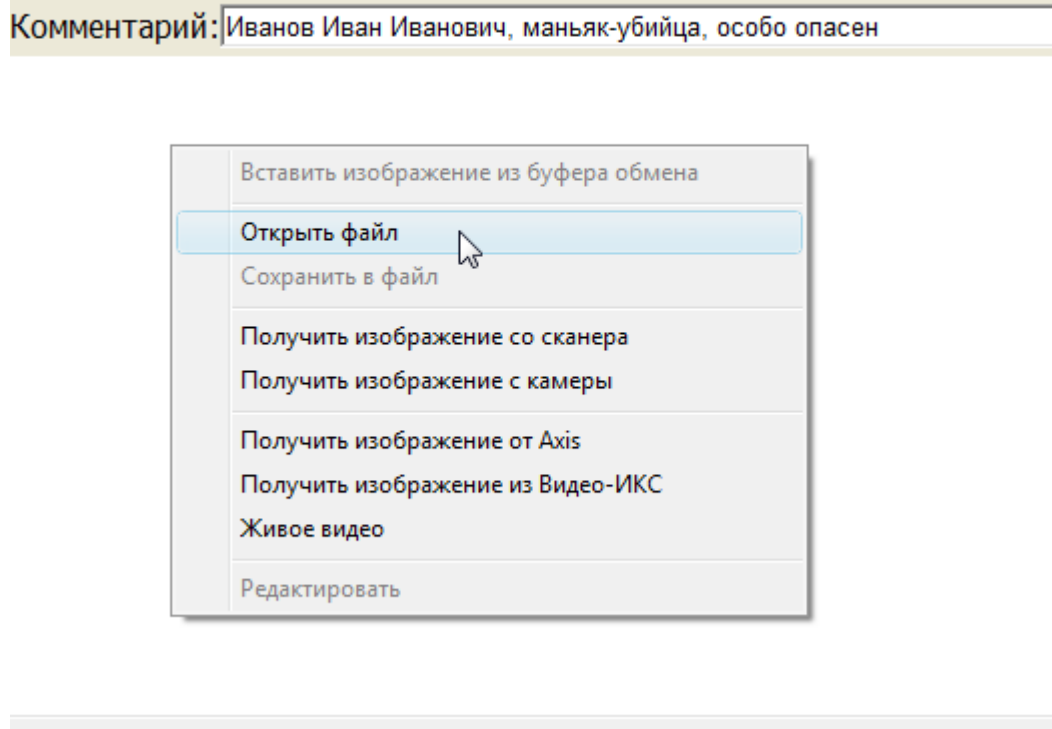 Комментарий: Иванов Иван Иванович, маньяк-убийца, особо опасен
Вставить изображение из буфера обмена
Открыть файл
Сохранить в файл
Получить изображение со сканера
Получить изображение с камеры
Получить изображение от Axis
Получить изображение из Видео-ИКС
Живое видео
Редактировать